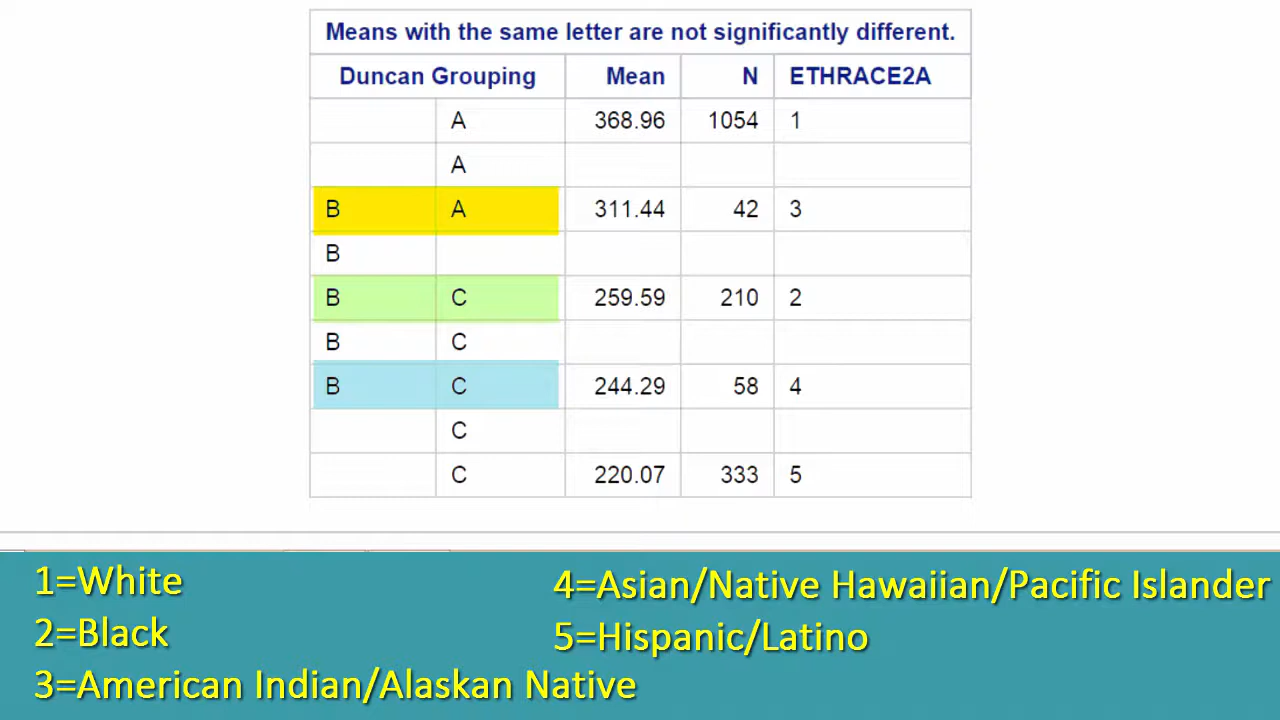 Means with the same letter are not significantly different.
Duncan Grouping Mean N ETHRACE2A
A 368.96 1054 1
A
B A 311.44 42 3
B
B C 259.59 210 2
B C
B C 244.29 58 4
C
C 220.07 333 5
1=White
2=Black
3=American Indian/Alaskan Native
4=Asian/Native Hawaiian/Pacific Islander
5=Hispanic/Latino